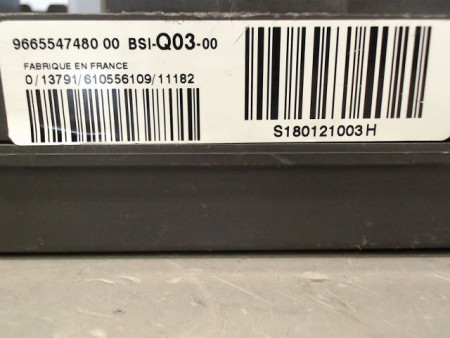 9665547480 00 BSI-Q03-00
FABRIQUE EN FRANCE
0/13791/610556109/11182
S180121003H